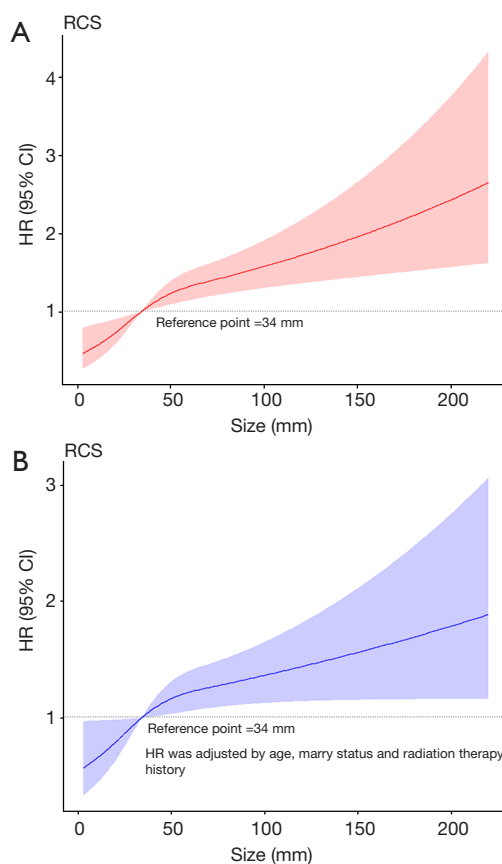 A
RCS
4
3
2
1
HR (95% CI)
Reference point =34 mm
0
50
100
150
200
Size (mm)
B
RCS
3
2
1
HR (95% CI)
Reference point =34 mm
HR was adjusted by age, marry status and radiation therapy
history
0
50
100
150
200
Size (mm)